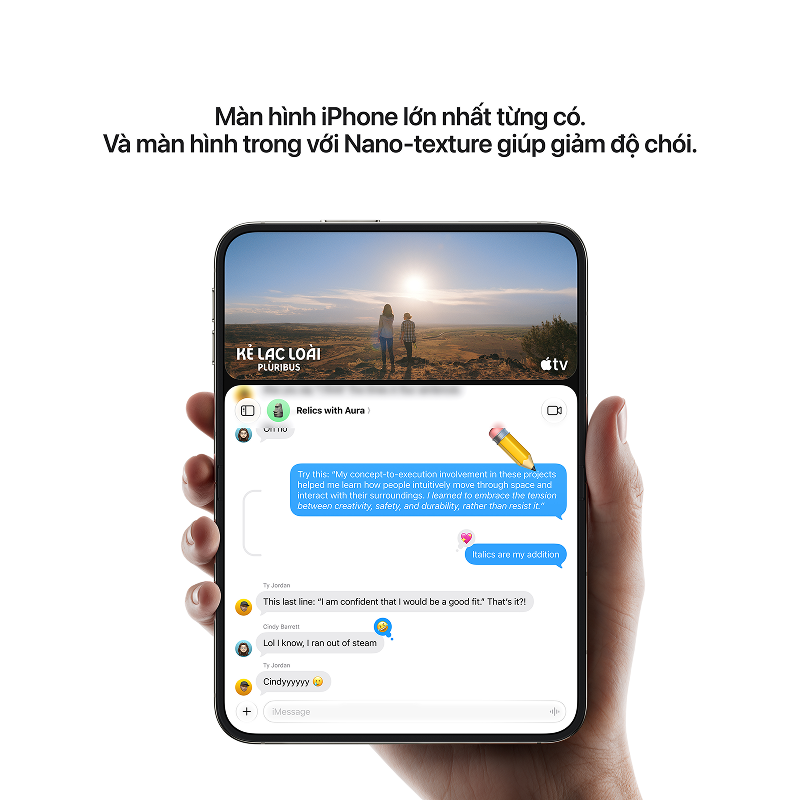 Màn hình iPhone lớn nhất từng có.
Và màn hình trong với Nano-texture giúp giảm độ chói.
KẺ LẠC LOÀI
PLURIBUS
tv
Relics with Aura
Oh no
Try this: “My concept-to-execution involvement in these projects
helped me learn how people intuitively move through space and
interact with their surroundings. I learned to embrace the tension
between creativity, safety, and durability, rather than resist it.”
Italics are my addition
Ty Jordan
This last line: “I am confident that I would be a good fit.” That’s it?!
Cindy Barrett
Lol I know, I ran out of steam
Ty Jordan
Cindyyyyyy 🥲
iMessage